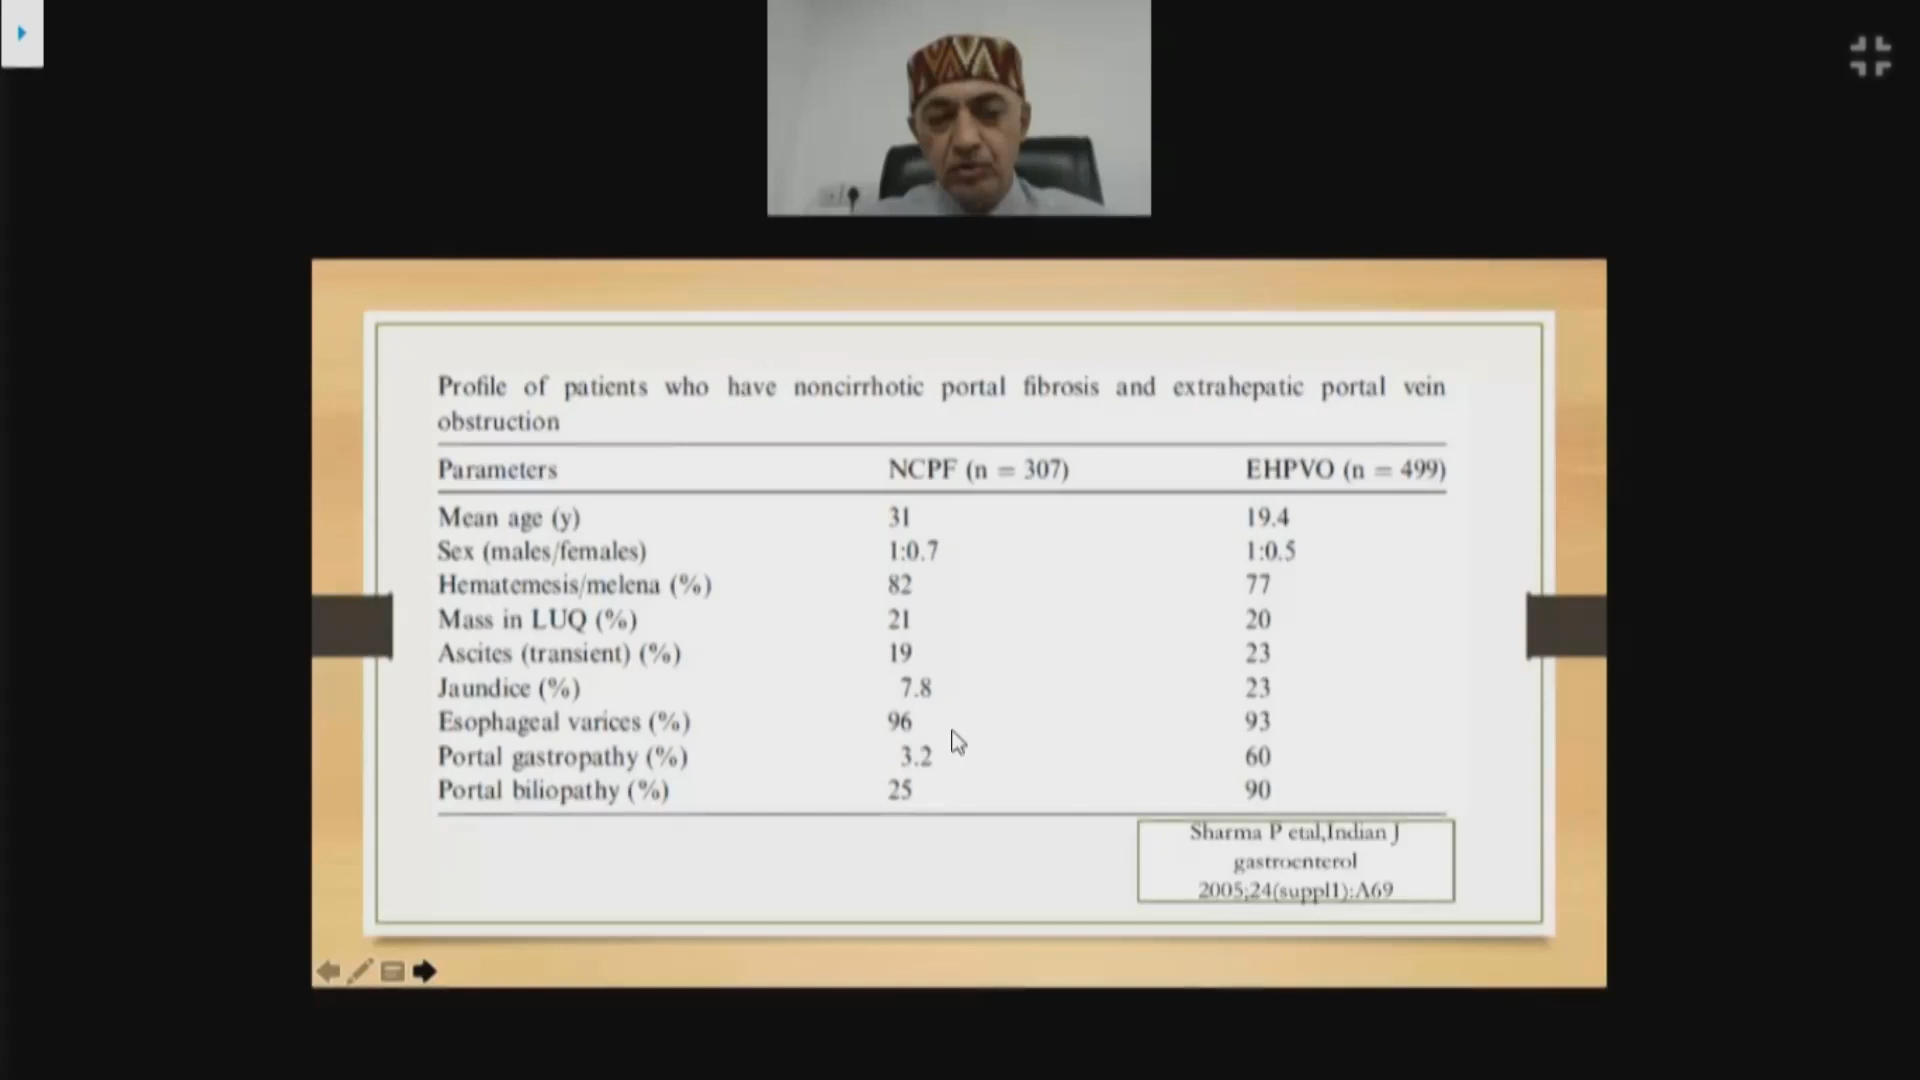 Profile of patients who have noncirrhotic portal fibrosis and extrahepatic portal vein
obstruction
Parameters NCPF (n = 307) EHPVO (n = 499)
Mean age (y) 31 19.4
Sex (males/females) 1:0.7 1:0.5
Hematemesis/melena (%) 82 77
Mass in LUQ (%) 21 20
Ascites (transient) (%) 19 23
Jaundice (%) 7.8 23
Esophageal varices (%) 96 93
Portal gastropathy (%) 3.2 60
Portal biliopathy (%) 25 90
Sharma P etal,Indian J
gastroenterol
2005;24(suppl1):A69